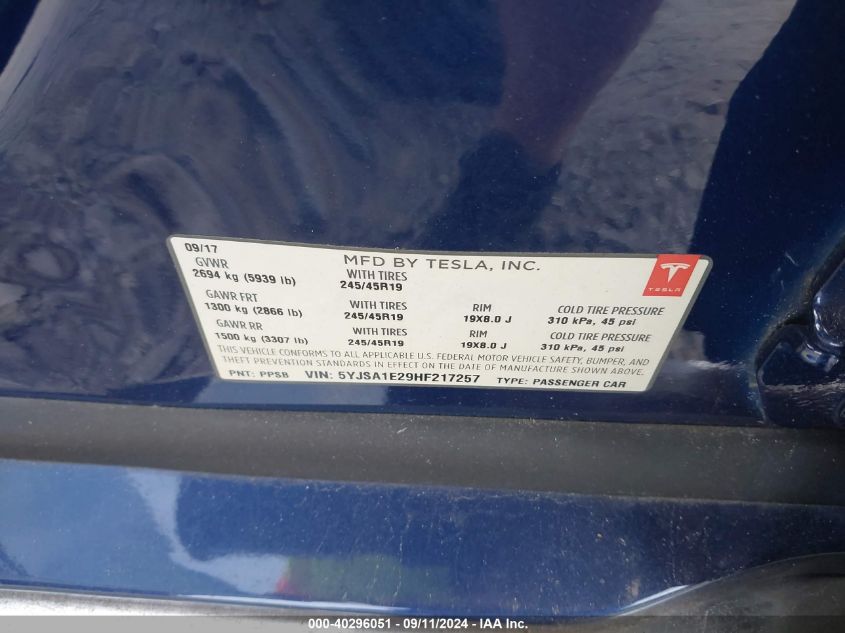 09/17
MFD BY TESLA, INC.
GVWR
2694 kg (5939 lb)
WITH TIRES
245/45R19
GAWR FRT
1300 kg (2866 lb)
WITH TIRES
245/45R19
RIM
19X8.0 J
COLD TIRE PRESSURE
310 kPa, 45 psi
GAWR RR
1500 kg (3307 lb)
WITH TIRES
245/45R19
RIM
19X8.0 J
COLD TIRE PRESSURE
310 kPa, 45 psi
THIS VEHICLE CONFORMS TO ALL APPLICABLE U.S. FEDERAL MOTOR VEHICLE SAFETY, BUMPER, AND
THEFT PREVENTION STANDARDS IN EFFECT ON THE DATE OF MANUFACTURE SHOWN ABOVE.
PNT: PPSB VIN: 5YJSA1E29HF217257 TYPE: PASSENGER CAR
TESLA
000-40296051 - 09/11/2024 - IAA Inc.